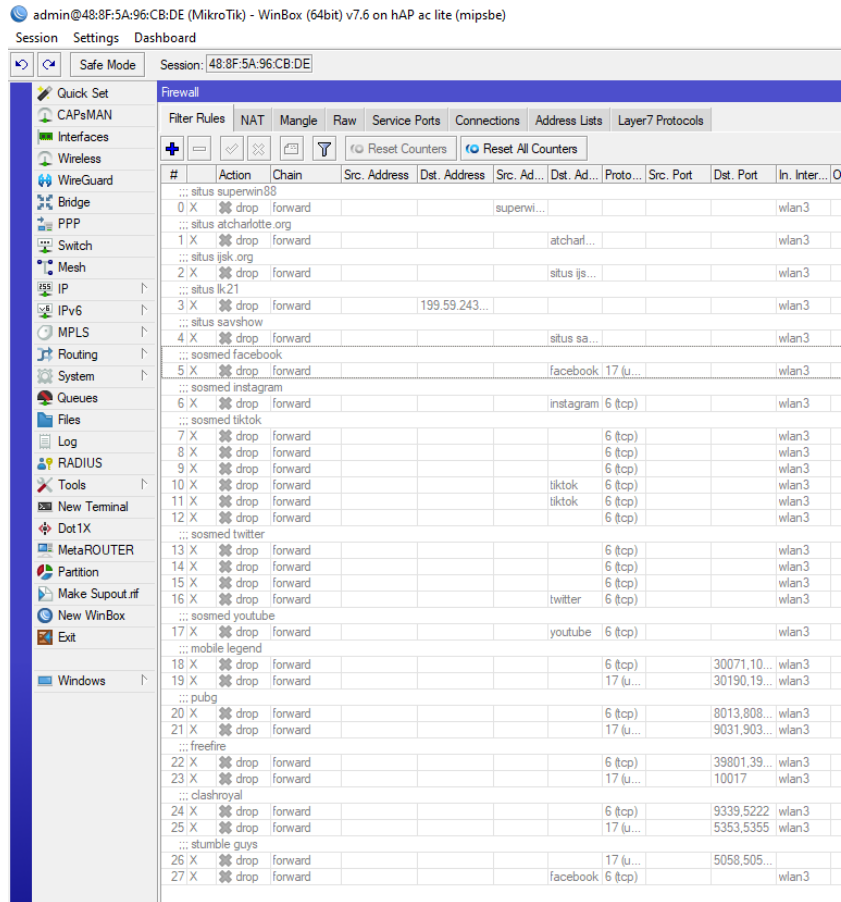 admin@48:8F:5A:96:CB:DE (MikroTik) - WinBox (64bit) v7.6 on hAP ac lite (mipsbe)
Session Settings Dashboard
Safe Mode Session: 48:8F:5A:96:CB:DE
Quick Set
CAPsMAN
Interfaces
Wireless
WireGuard
Bridge
PPP
Switch
Mesh
IP
IPv6
MPLS
Routing
System
Queues
Files
Log
RADIUS
Tools
New Terminal
Dot1X
MetaROUTER
Partition
Make Supout.rif
New WinBox
Exit
Windows
Firewall
Filter Rules NAT Mangle Raw Service Ports Connections Address Lists Layer7 Protocols
Reset Counters Reset All Counters
# Action Chain Src. Address Dst. Address Src. Ad... Dst. Ad... Proto... Src. Port Dst. Port In. Inter... O
;;; situs superwin88
0 X drop forward superwi... wlan3
;;; situs atcharlotte.org
1 X drop forward atcharl... wlan3
;;; situs ijsk.org
2 X drop forward situs ijs... wlan3
;;; situs lk21
3 X drop forward 199.59.243... wlan3
;;; situs savshow
4 X drop forward situs sa... wlan3
;;; sosmed facebook
5 X drop forward facebook 17 (u... wlan3
;;; sosmed instagram
6 X drop forward instagram 6 (tcp) wlan3
;;; sosmed tiktok
7 X drop forward 6 (tcp) wlan3
8 X drop forward 6 (tcp) wlan3
9 X drop forward 6 (tcp) wlan3
10 X drop forward tiktok 6 (tcp) wlan3
11 X drop forward tiktok 6 (tcp) wlan3
12 X drop forward 6 (tcp) wlan3
;;; sosmed twitter
13 X drop forward 6 (tcp) wlan3
14 X drop forward 6 (tcp) wlan3
15 X drop forward 6 (tcp) wlan3
16 X drop forward twitter 6 (tcp) wlan3
;;; sosmed youtube
17 X drop forward youtube 6 (tcp) wlan3
;;; mobile legend
18 X drop forward 6 (tcp) 30071,10... wlan3
19 X drop forward 17 (u... 30190,19... wlan3
;;; pubg
20 X drop forward 6 (tcp) 8013,808... wlan3
21 X drop forward 17 (u... 9031,903... wlan3
;;; freefire
22 X drop forward 6 (tcp) 39801,39... wlan3
23 X drop forward 17 (u... 10017 wlan3
;;; clashroyal
24 X drop forward 6 (tcp) 9339,5222 wlan3
25 X drop forward 17 (u... 5353,5355 wlan3
;;; stumble guys
26 X drop forward 17 (u... 5058,505...
27 X drop forward facebook 6 (tcp) wlan3